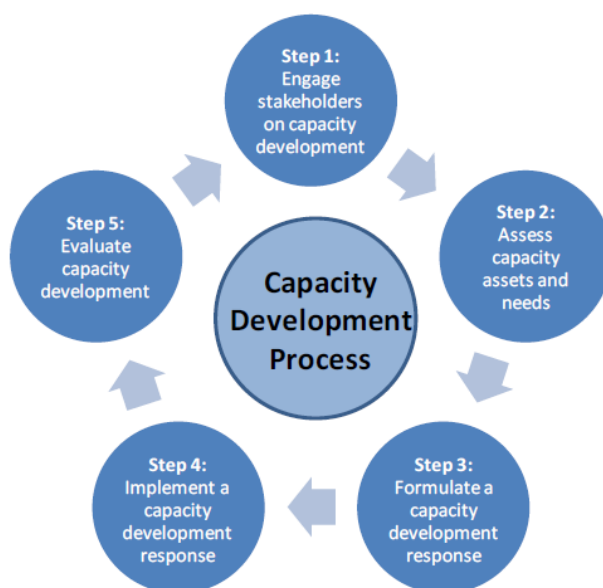 Step 1:
Engage
stakeholders
on capacity
development
Step 2:
Assess
capacity
assets and
needs
Step 3:
Formulate a
capacity
development
response
Step 4:
Implement a
capacity
development
response
Step 5:
Evaluate
capacity
development
Capacity
Development
Process